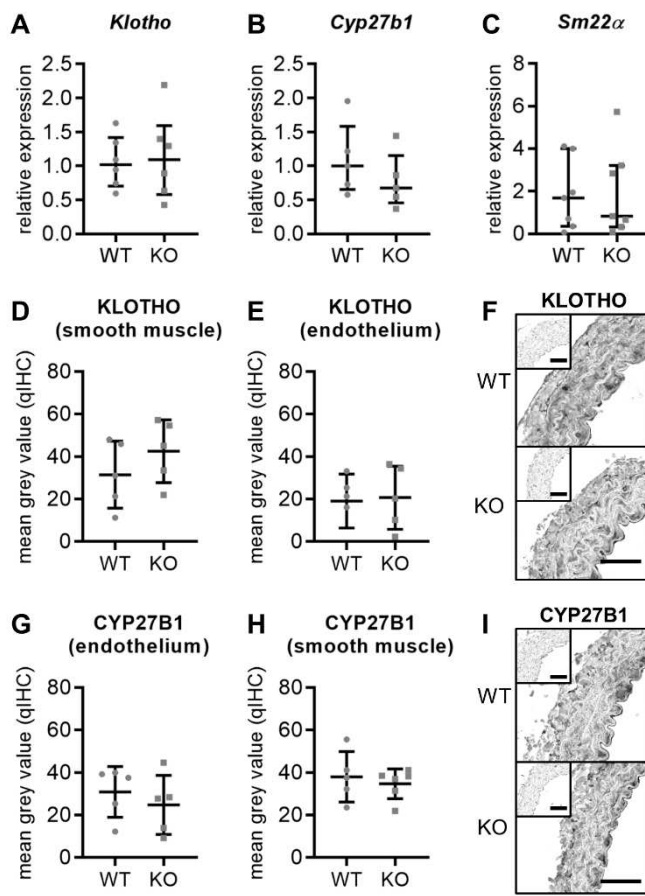 A
Klotho
relative expression
2.5
2.0
1.5
1.0
0.5
0.0
WT KO
B
Cyp27b1
relative expression
2.5
2.0
1.5
1.0
0.5
0.0
WT KO
C
Sm22α
relative expression
8
6
4
2
0
WT KO
D
KLOTHO
(smooth muscle)
mean grey value (qIHC)
80
60
40
20
0
WT KO
E
KLOTHO
(endothelium)
mean grey value (qIHC)
80
60
40
20
0
WT KO
F
KLOTHO
WT
KO
G
CYP27B1
(endothelium)
mean grey value (qIHC)
80
60
40
20
0
WT KO
H
CYP27B1
(smooth muscle)
mean grey value (qIHC)
80
60
40
20
0
WT KO
I
CYP27B1
WT
KO